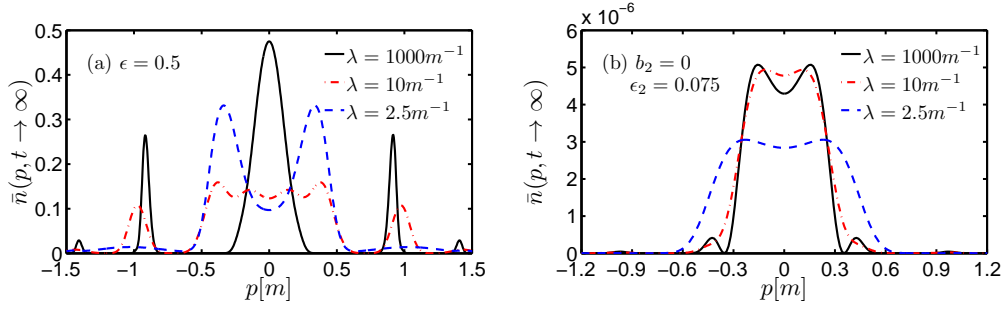 (a) ϵ = 0.5
λ = 1000m⁻¹
λ = 10m⁻¹
λ = 2.5m⁻¹
n̄(p, t → ∞)
0.5
0.4
0.3
0.2
0.1
0
−1.5 −1 −0.5 0 0.5 1 1.5
p[m]
x 10⁻⁶
(b) b₂ = 0
ϵ₂ = 0.075
λ = 1000m⁻¹
λ = 10m⁻¹
λ = 2.5m⁻¹
n̄(p, t → ∞)
6
5
4
3
2
1
0
−1.2 −0.9 −0.6 −0.3 0 0.3 0.6 0.9 1.2
p[m]